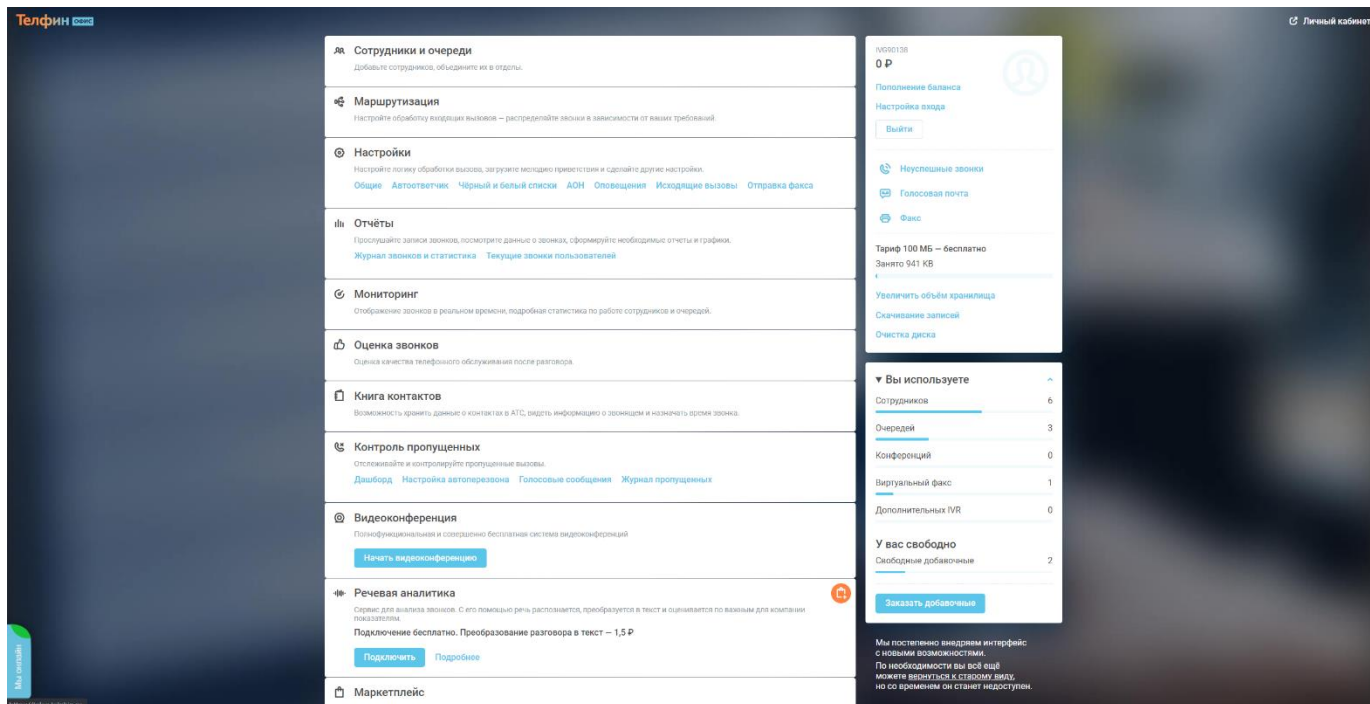 Телфин ОФИС
Личный кабинет
Сотрудники и очереди
Добавьте сотрудников, объедините их в отделы.
Маршрутизация
Настройте обработку входящих вызовов — распределяйте звонки в зависимости от ваших требований.
Настройки
Настройте логику обработки вызова, загрузите мелодию приветствия и сделайте другие настройки.
Общие Автоответчик Чёрный и белый списки АОН Оповещения Исходящие вызовы Отправка факса
Отчёты
Прослушайте записи звонков, посмотрите данные о звонках, сформируйте необходимые отчеты и графики.
Журнал звонков и статистика Текущие звонки пользователей
Мониторинг
Отображение звонков в реальном времени, подробная статистика по работе сотрудников и очередей.
Оценка звонков
Оценка качества телефонного обслуживания после разговора.
Книга контактов
Возможность хранить данные о контактах в АТС, видеть информацию о звонящем и назначать время звонка.
Контроль пропущенных
Отслеживайте и контролируйте пропущенные вызовы.
Дашборд Настройка автоперезвона Голосовые сообщения Журнал пропущенных
Видеоконференция
Полнофункциональная и совершенно бесплатная система видеоконференций
Начать видеоконференцию
Речевая аналитика
Сервис для анализа звонков. С его помощью речь распознается, преобразуется в текст и оценивается по важным для компании
показателям.
Подключение бесплатно. Преобразование разговора в текст — 1,5 ₽
Подключить Подробнее
Маркетплейс
IVG90138
0 ₽
Пополнение баланса
Настройка входа
Выйти
Неуспешные звонки
Голосовая почта
Факс
Тариф 100 МБ — бесплатно
Занято 941 KB
Увеличить объём хранилища
Скачивание записей
Очистка диска
Вы используете
Сотрудников 6
Очередей 3
Конференций 0
Виртуальный факс 1
Дополнительных IVR 0
У вас свободно
Свободные добавочные 2
Заказать добавочные
Мы постепенно внедряем интерфейс
с новыми возможностями.
По необходимости вы всё ещё
можете вернуться к старому виду,
но со временем он станет недоступен.
Мы онлайн